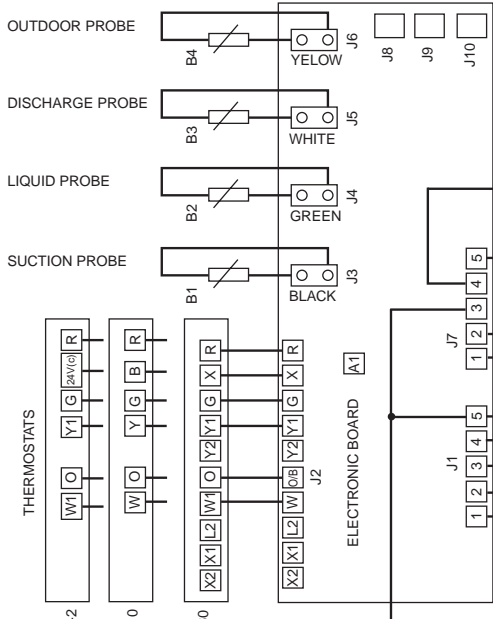 OUTDOOR PROBE
B4
YELOW
J6
J8
J9
J10
DISCHARGE PROBE
B3
WHITE
J5
LIQUID PROBE
B2
GREEN
J4
SUCTION PROBE
B1
BLACK
J3
THERMOSTATS
R
24V(c)
G
Y1
O
W1
R
B
G
Y
O
W
R
X
G
Y1
Y2
O
W1
L2
X1
X2
R
X
G
Y1
Y2
O/B
W
L2
X1
X2
J2
A1
ELECTRONIC BOARD
J7
5
4
3
2
1
J1
5
4
3
2
1